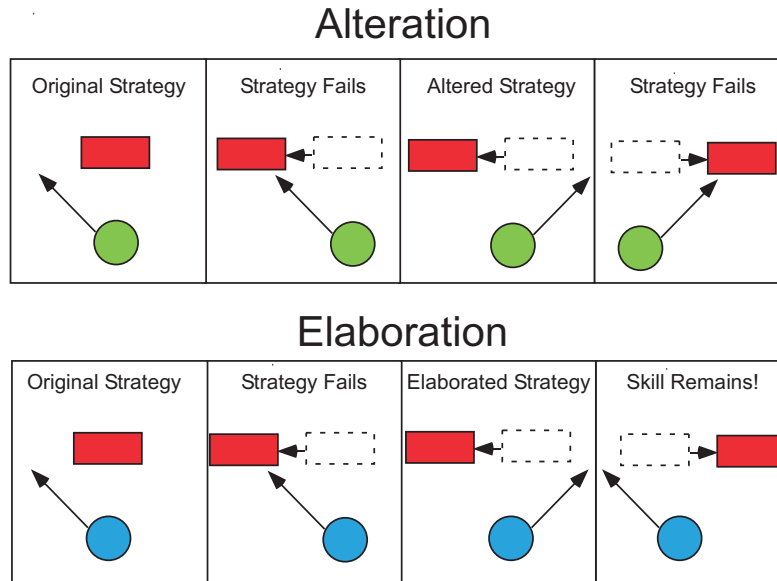 Alteration
Original Strategy
Strategy Fails
Altered Strategy
Strategy Fails
Elaboration
Original Strategy
Strategy Fails
Elaborated Strategy
Skill Remains!